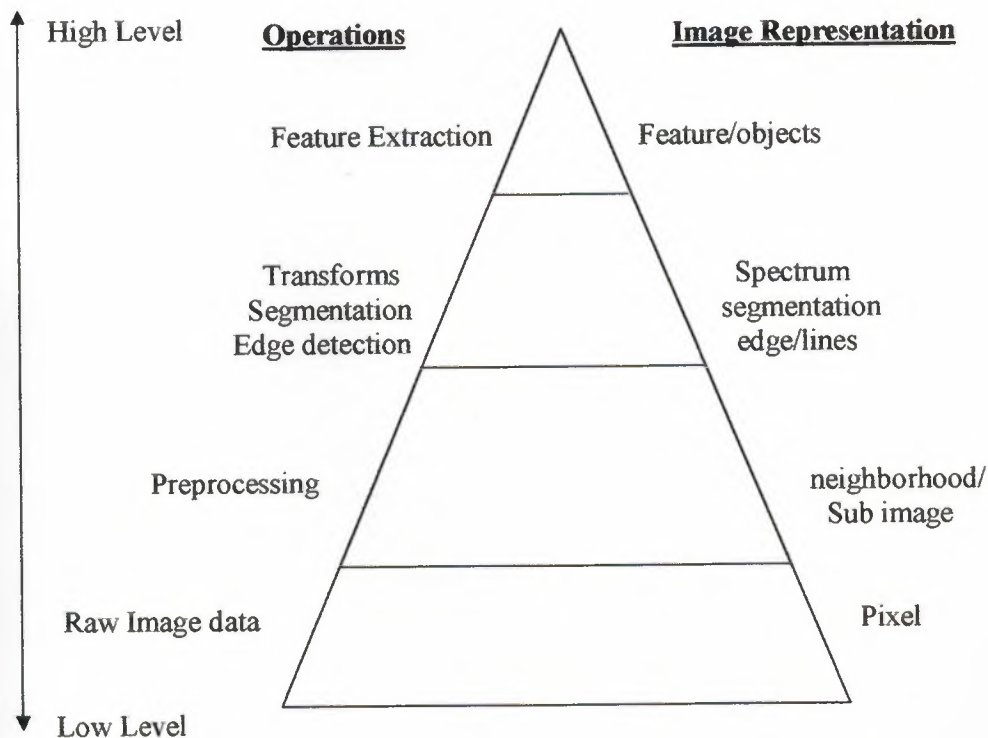 High Level
Operations
Image Representation
Feature Extraction
Feature/objects
Transforms
Segmentation
Edge detection
Spectrum
segmentation
edge/lines
Preprocessing
neighborhood/
Sub image
Raw Image data
Pixel
Low Level